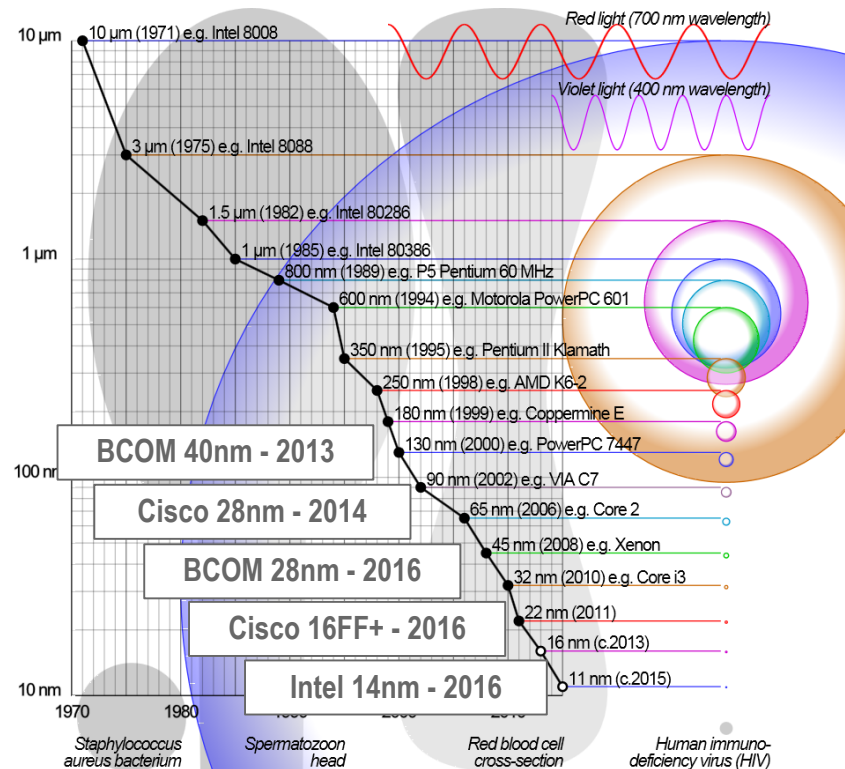 10 µm
Red light (700 nm wavelength)
10 µm (1971) e.g. Intel 8008
Violet light (400 nm wavelength)
3 µm (1975) e.g. Intel 8088
1.5 µm (1982) e.g. Intel 80286
1 µm
1µm (1985) e.g. Intel 80386
800 nm (1989) e.g. P5 Pentium 60 MHz
600 nm (1994) e.g. Motorola PowerPC 601
350 nm (1995) e.g. Pentium II Klamath
250 nm (1998) e.g. AMD K6-2
180 nm (1999) e.g. Coppermine E
BCOM 40nm - 2013
130 nm (2000) e.g. PowerPC 7447
100 nm
90 nm (2002) e.g. VIA C7
Cisco 28nm - 2014
65 nm (2006) e.g. Core 2
45 nm (2008) e.g. Xenon
BCOM 28nm - 2016
32 nm (2010) e.g. Core i3
22 nm (2011)
Cisco 16FF+ - 2016
16 nm (c.2013)
Intel 14nm - 2016
11 nm (c.2015)
10 nm
1970
1980
Staphylococcus
aureus bacterium
Spermatozoon
head
Red blood cell
cross-section
Human immuno-
deficiency virus (HIV)